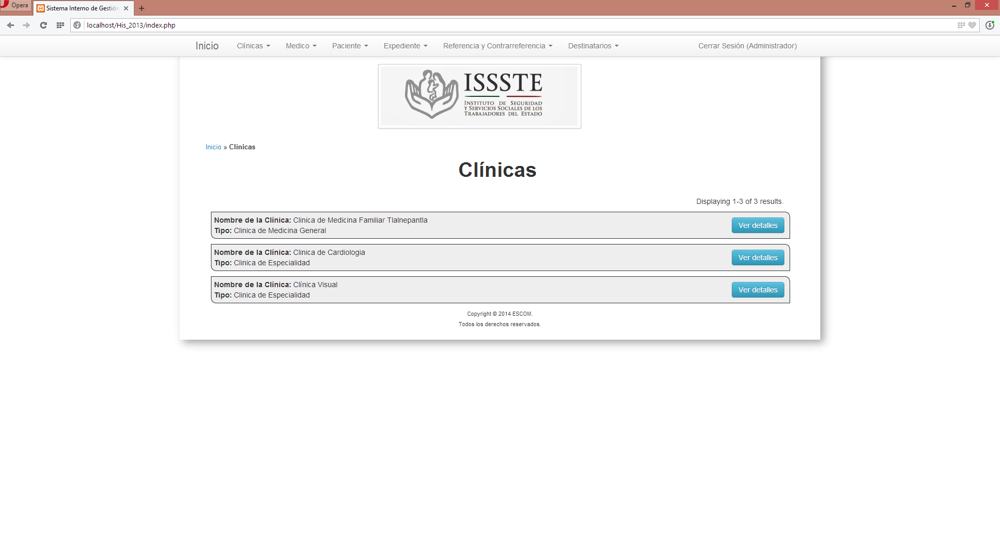 Opera
Sistema Interno de Gestión
localhost/His_2013/index.php
Inicio Clínicas Medico Paciente Expediente Referencia y Contrarreferencia Destinatarios Cerrar Sesión (Administrador)
ISSSTE
INSTITUTO DE SEGURIDAD
Y SERVICIOS SOCIALES DE LOS
TRABAJADORES DEL ESTADO
Inicio » Clínicas
Clínicas
Displaying 1-3 of 3 results.
Nombre de la Clínica: Clinica de Medicina Familiar Tlalnepantla
Tipo: Clinica de Medicina General
Ver detalles
Nombre de la Clínica: Clinica de Cardiologia
Tipo: Clinica de Especialidad
Ver detalles
Nombre de la Clínica: Clínica Visual
Tipo: Clinica de Especialidad
Ver detalles
Copyright © 2014 ESCOM.
Todos los derechos reservados.